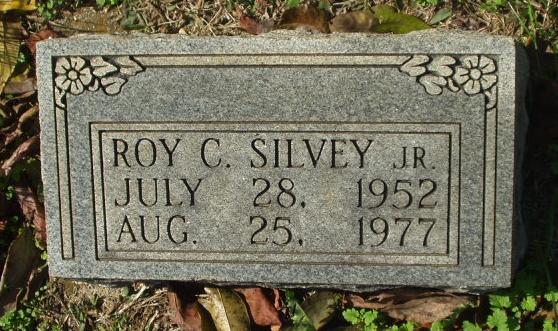 ROY C. SILVEY JR.
JULY 28, 1952
AUG. 25, 1977